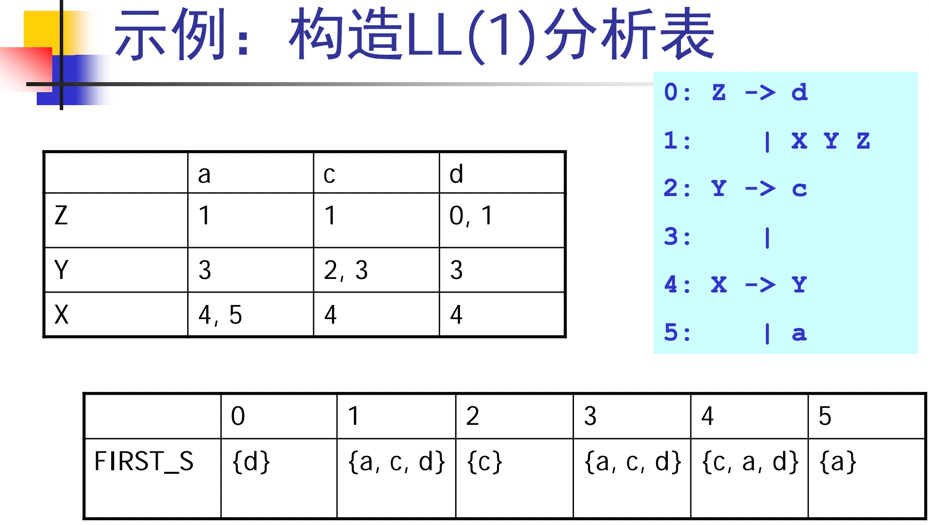 示例：构造LL(1)分析表
0: Z -> d
1: | X Y Z
2: Y -> c
3: |
4: X -> Y
5: | a
a c d
Z 1 1 0, 1
Y 3 2, 3 3
X 4, 5 4 4
0 1 2 3 4 5
FIRST_S {d} {a, c, d} {c} {a, c, d} {c, a, d} {a}